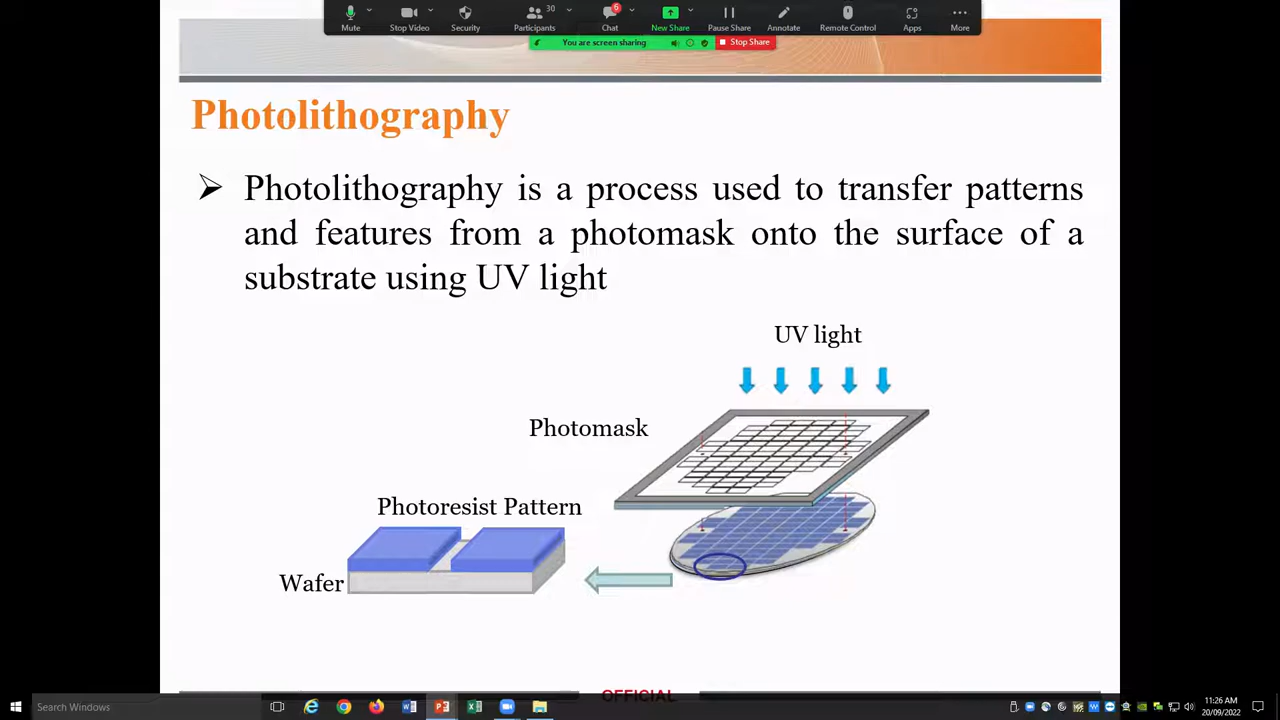 30
6
Mute
Stop Video
Security
Participants
Chat
New Share
Pause Share
Annotate
Remote Control
Apps
More
You are screen sharing
Stop Share
Photolithography
➢ Photolithography is a process used to transfer patterns
and features from a photomask onto the surface of a
substrate using UV light
UV light
Photomask
Photoresist Pattern
Wafer
OFFICIAL
Search Windows
11:26 AM
20/09/2022